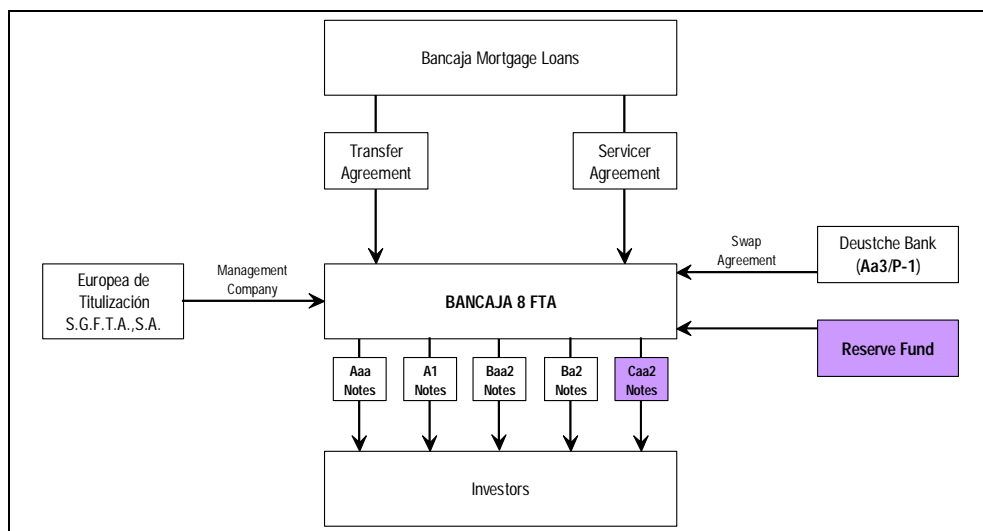 Bancaja Mortgage Loans
Transfer
Agreement
Servicer
Agreement
Europea de
Titulización
S.G.F.T.A.,S.A.
Management
Company
BANCAJA 8 FTA
Swap
Agreement
Deustche Bank
(Aa3/P-1)
Reserve Fund
Aaa
Notes
A1
Notes
Baa2
Notes
Ba2
Notes
Caa2
Notes
Investors